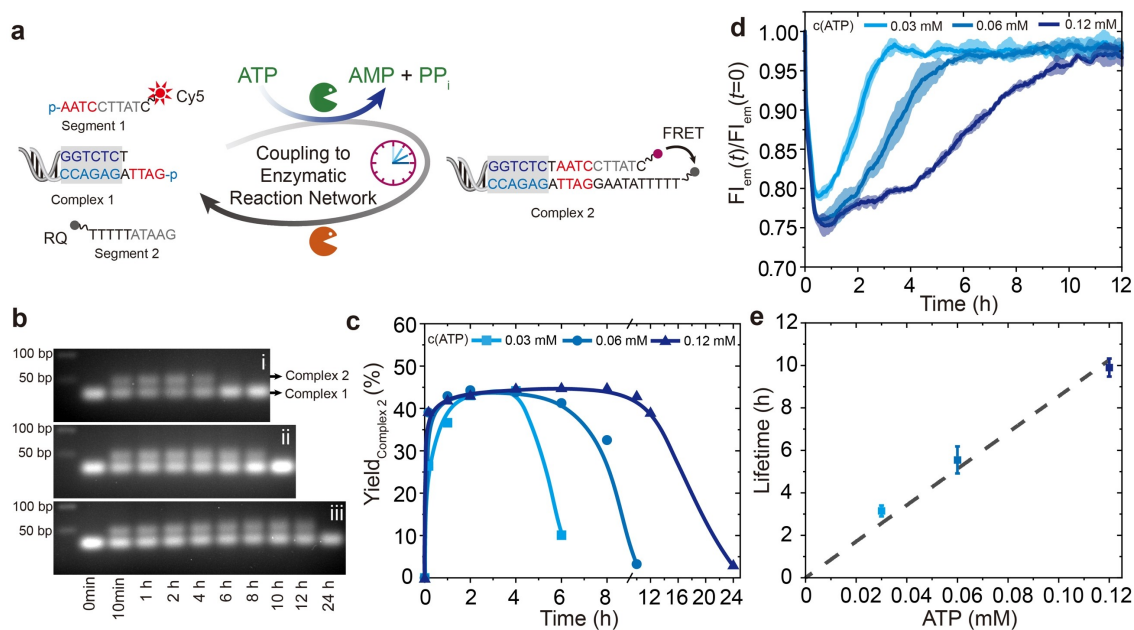 a
ATP
AMP + PPi
p-AATCCTTATC
Cy5
Segment 1
GGTCTCT
CCAGAGATTAG-p
Complex 1
RQ
TTTTTATAAG
Segment 2
Coupling to
Enzymatic
Reaction Network
FRET
GGTCTCTAATCCTTATC
CCAGAGATTAGGAATATTTTT
Complex 2
b
100 bp
50 bp
i
Complex 2
Complex 1
100 bp
50 bp
ii
100 bp
50 bp
iii
0min
10min
1 h
2 h
4 h
6 h
8 h
10 h
12 h
24 h
c
c(ATP) 0.03 mM 0.06 mM 0.12 mM
YieldComplex 2 (%)
60
50
40
30
20
10
0
0 2 4 6 8 12 16 20 24
Time (h)
d
c(ATP) 0.03 mM 0.06 mM 0.12 mM
FIem(t)/FIem(t=0)
1.00
0.95
0.90
0.85
0.80
0.75
0.70
0 2 4 6 8 10 12
Time (h)
e
Lifetime (h)
12
10
8
6
4
2
0
0 0.02 0.04 0.06 0.08 0.10 0.12
ATP (mM)